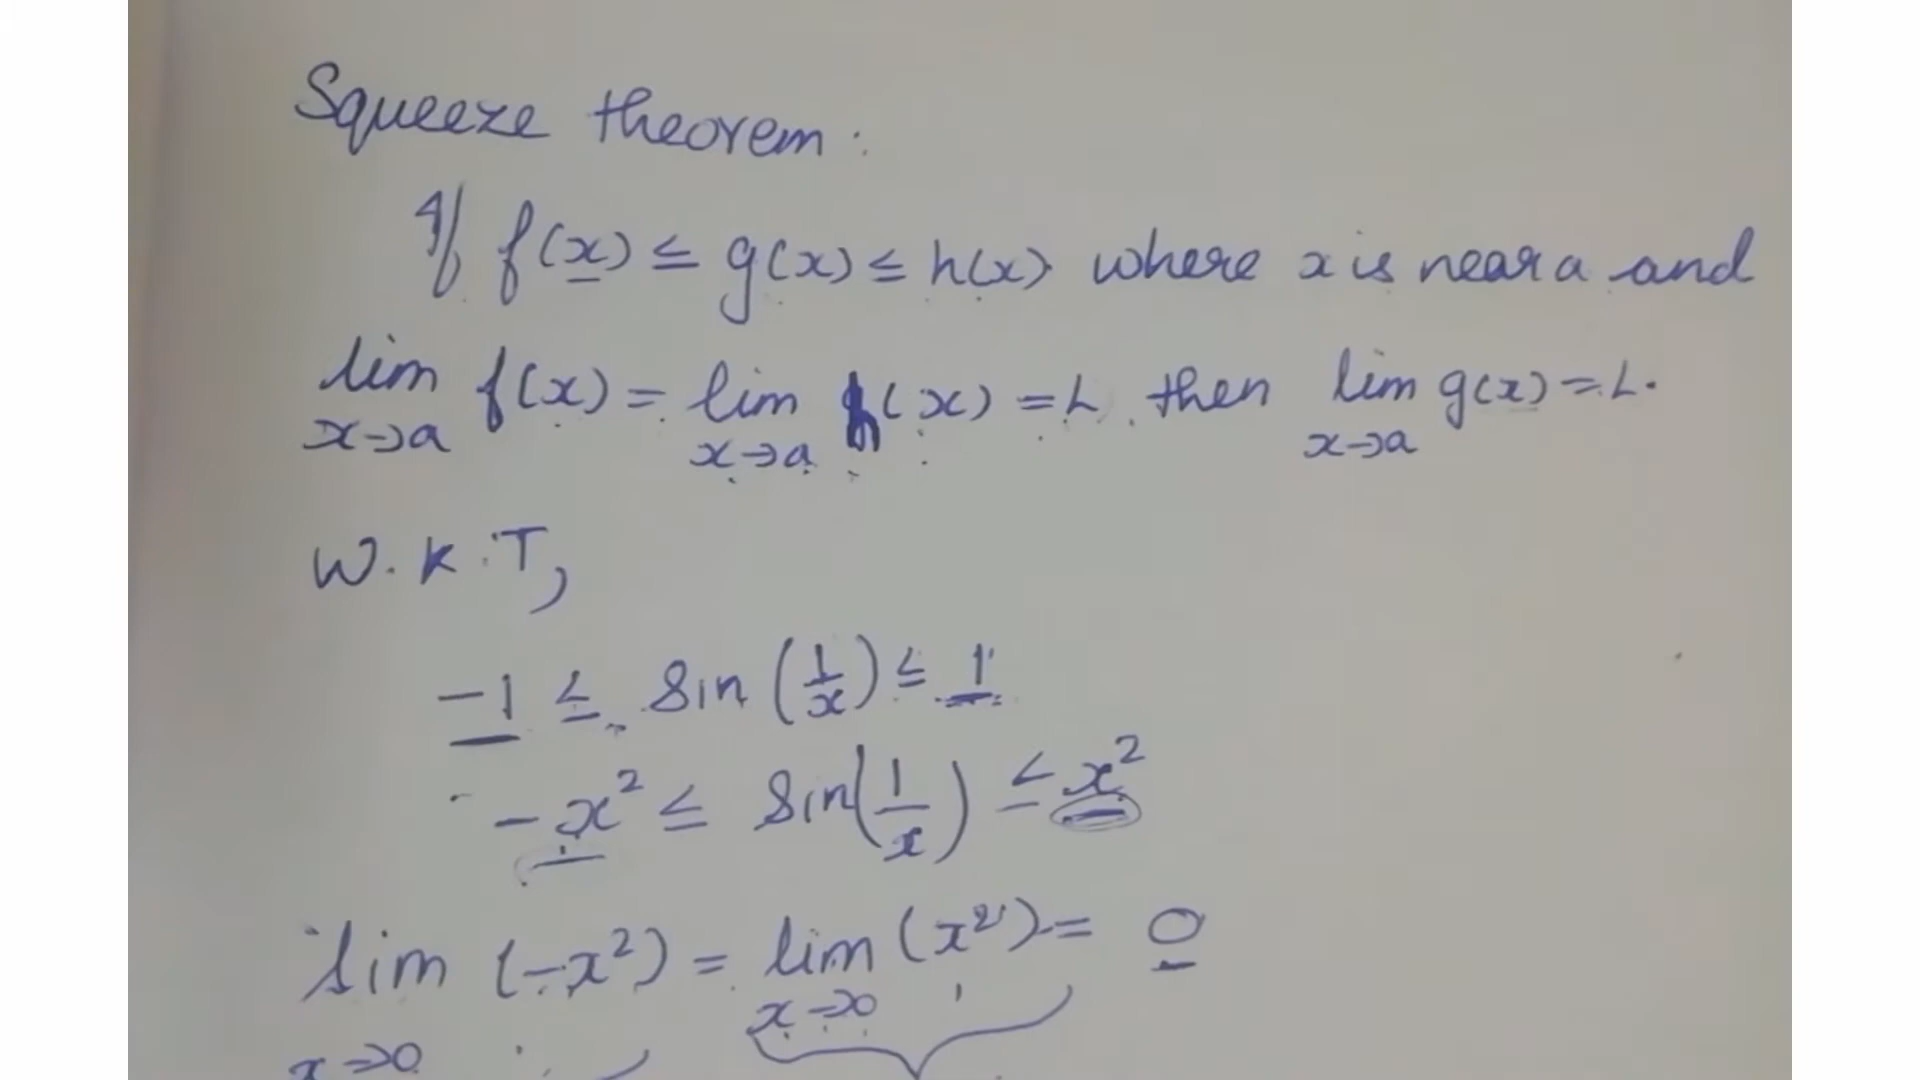 Squeeze theorem:
If f(x) ≤ g(x) ≤ h(x) where x is near a and
lim x→a f(x) = lim x→a h(x) = L then lim x→a g(x) = L.
W.K.T,
-1 ≤ Sin (1/x) ≤ 1
-x² ≤ Sin(1/x) ≤ x²
lim x→0 (-x²) = lim x→0 (x²) = 0